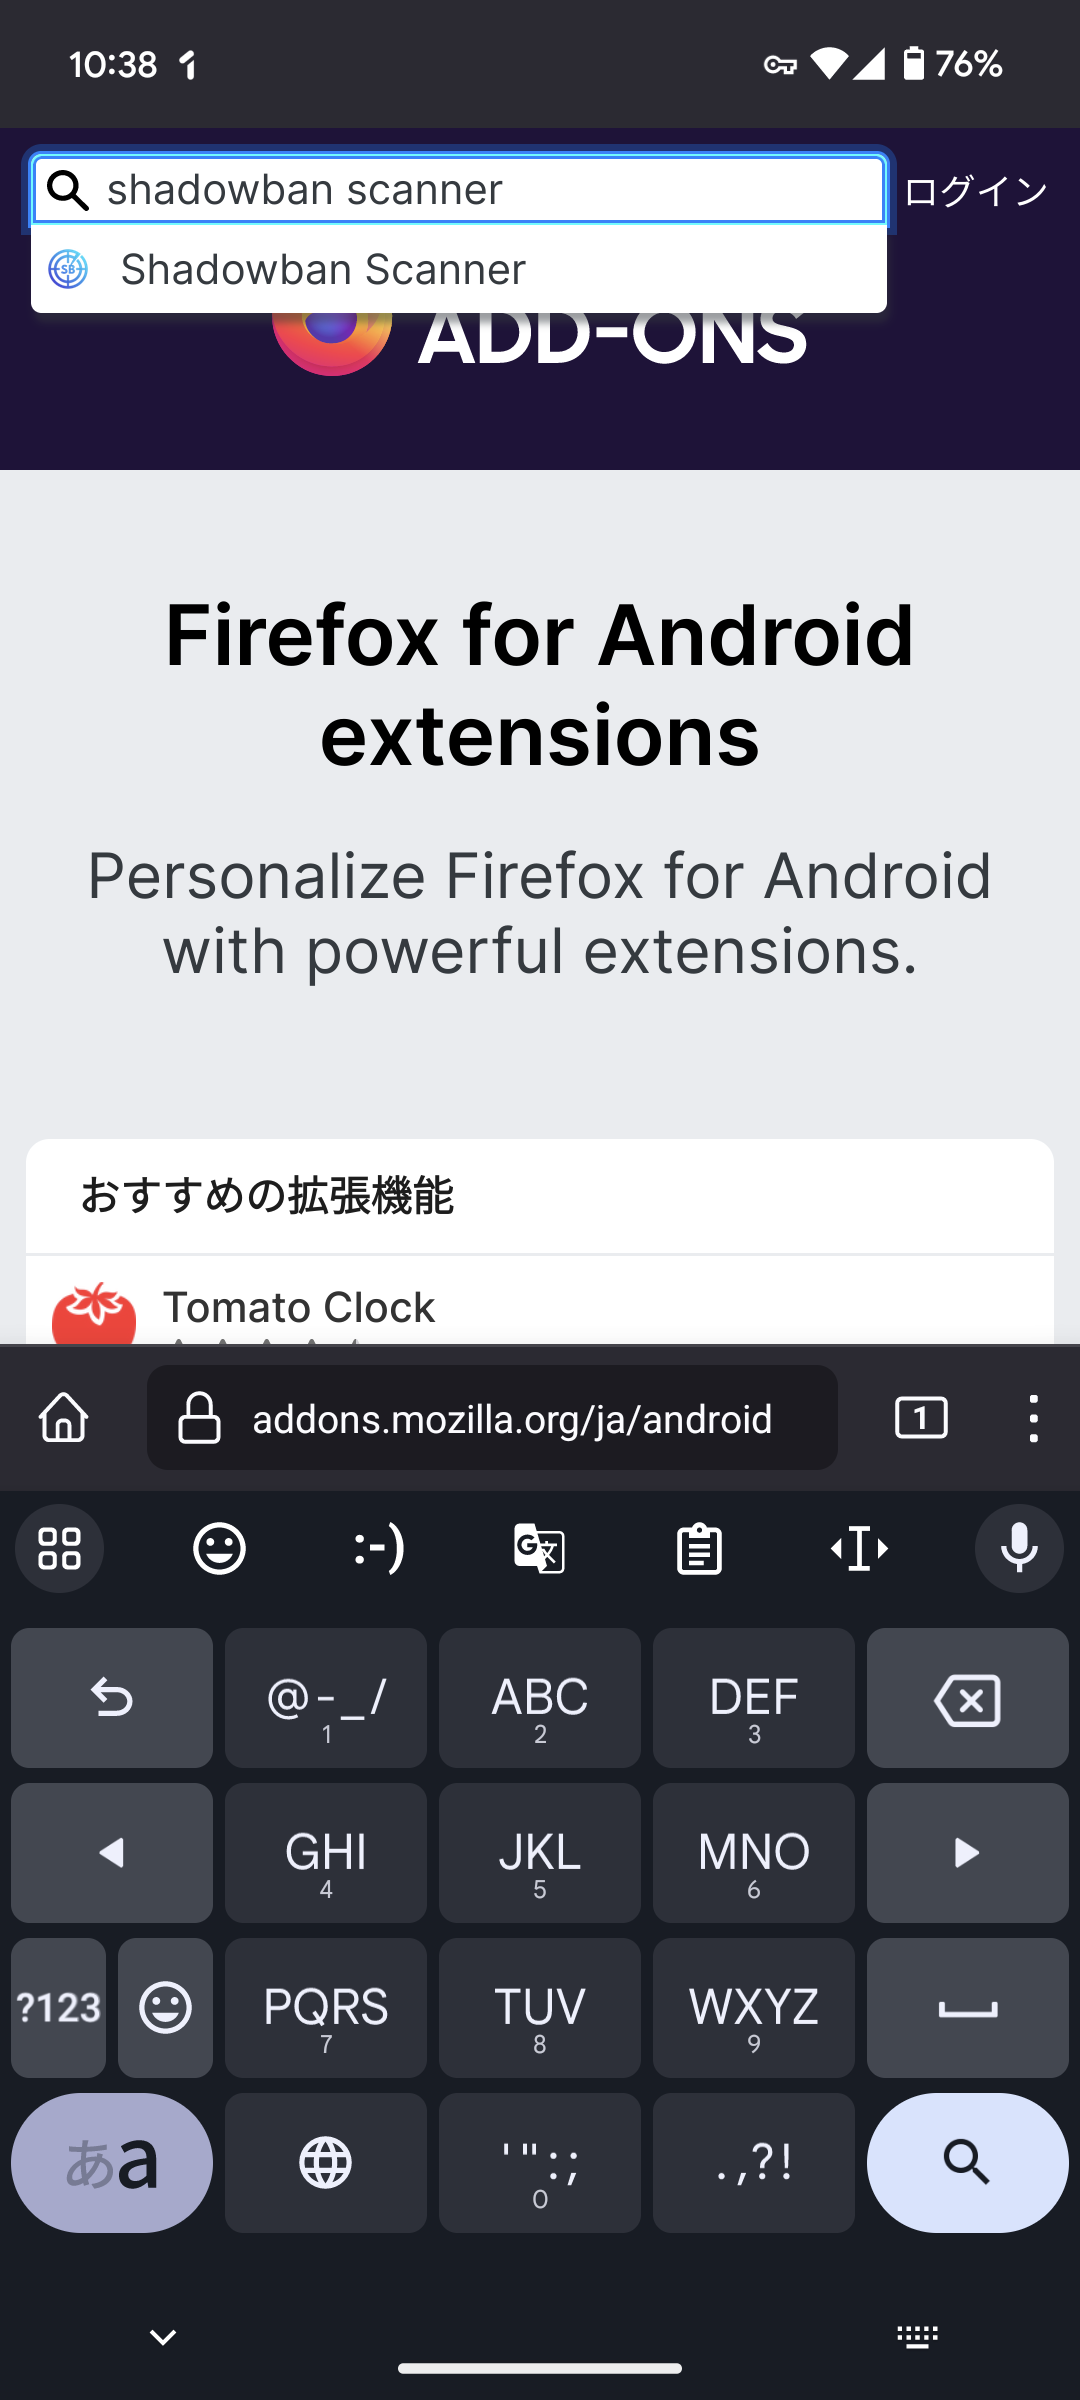 10:38
76%
shadowban scanner
ログイン
SB
Shadowban Scanner
ADD-ONS
Firefox for Android
extensions
Personalize Firefox for Android
with powerful extensions.
おすすめの拡張機能
Tomato Clock
addons.mozilla.org/ja/android
1
:-)
G 文
@-_/
1
ABC
2
DEF
3
GHI
4
JKL
5
MNO
6
?123
PQRS
7
TUV
8
WXYZ
9
あa
'":;
0
.,?!